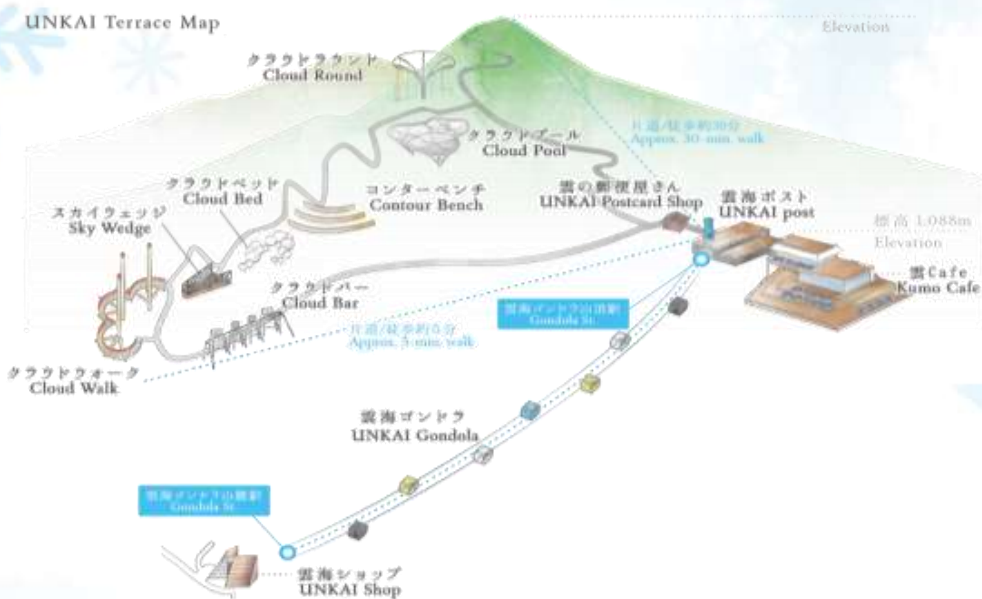 UNKAI Terrace Map
Elevation
クラウドラウンド
Cloud Round
片道/徒歩約30分
Approx. 30-min. walk
クラウドプール
Cloud Pool
クラウドベッド
Cloud Bed
コンターベンチ
Contour Bench
雲の郵便屋さん
UNKAI Postcard Shop
雲海ポスト
UNKAI post
スカイウェッジ
Sky Wedge
標高 1,088m
Elevation
雲Cafe
Kumo Cafe
クラウドバー
Cloud Bar
雲海ゴンドラ山頂駅
Gondola St.
片道/徒歩約5分
Approx. 5-min. walk
クラウドウォーク
Cloud Walk
雲海ゴンドラ
UNKAI Gondola
雲海ゴンドラ山麓駅
Gondola St.
雲海ショップ
UNKAI Shop